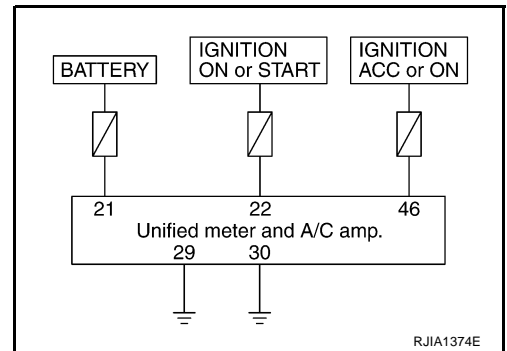 BATTERY
IGNITION
ON or START
IGNITION
ACC or ON
21 22 46
Unified meter and A/C amp.
29 30
RJIA1374E